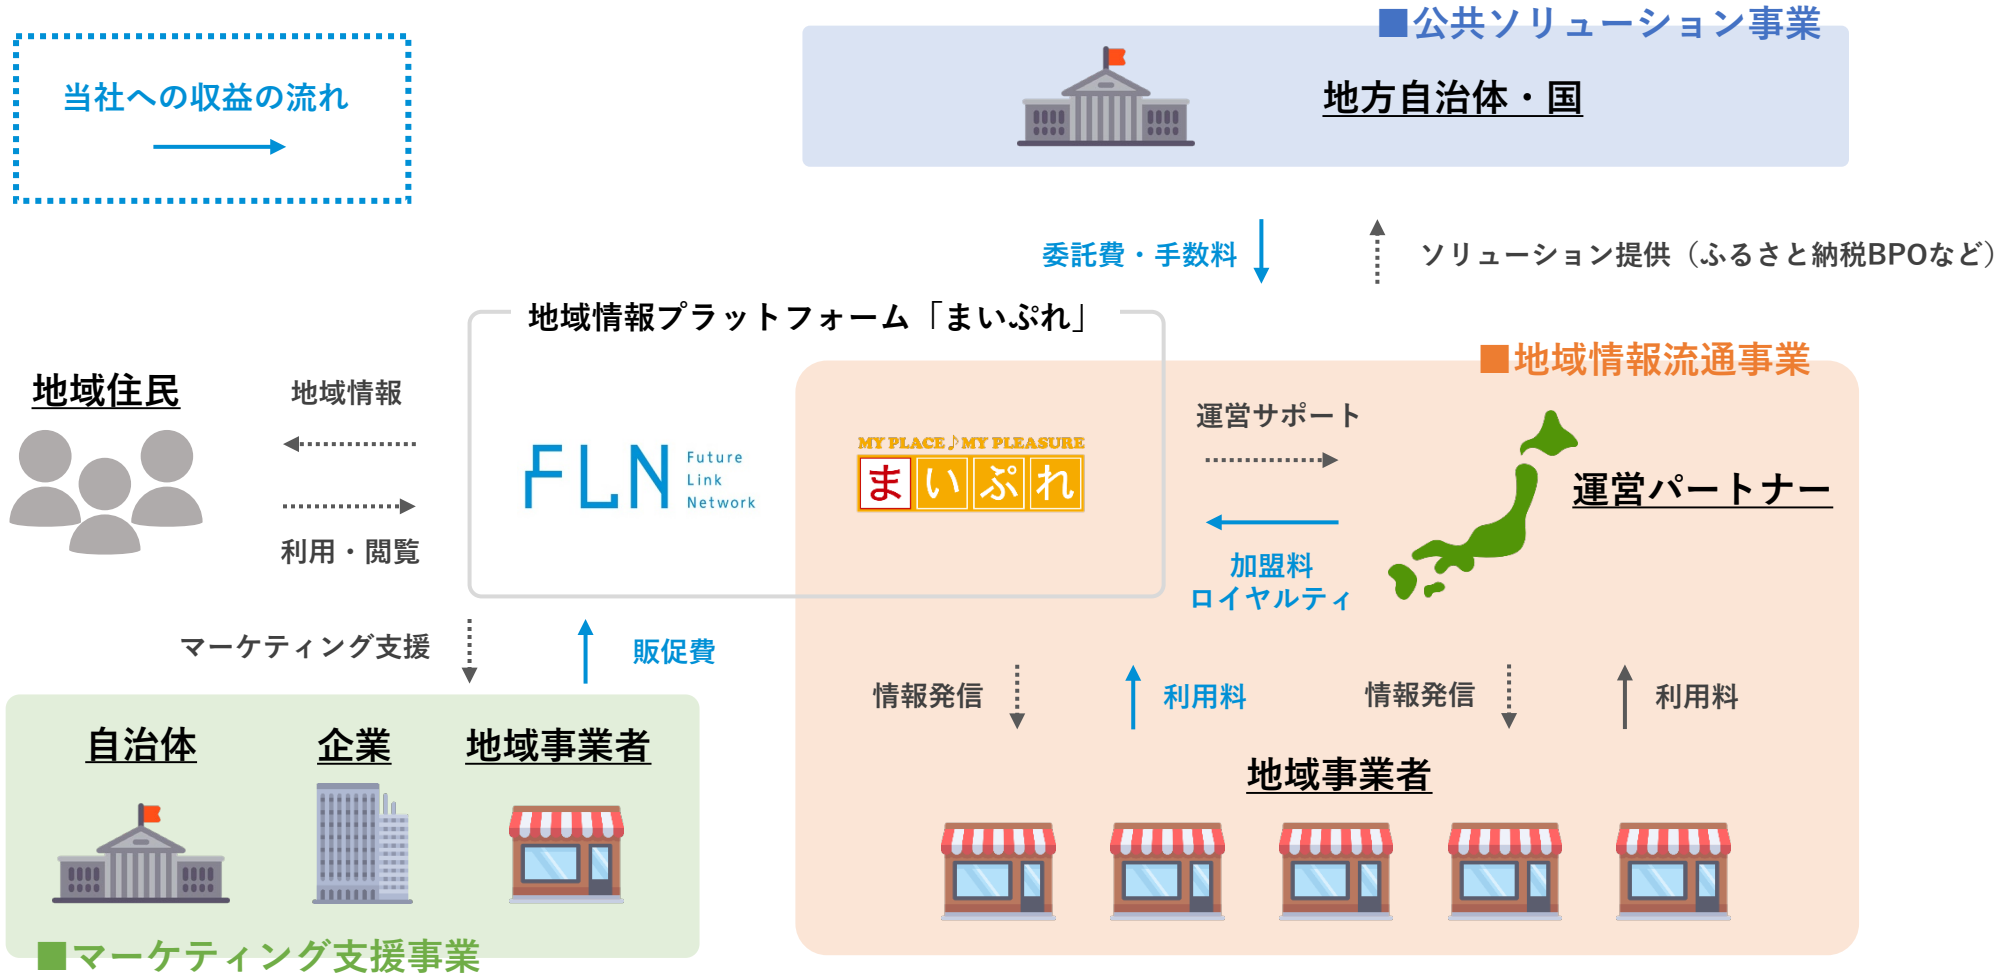 当社への収益の流れ
■公共ソリューション事業
地方自治体・国
委託費・手数料
ソリューション提供（ふるさと納税BPOなど）
地域情報プラットフォーム「まいぷれ」
■地域情報流通事業
地域住民
地域情報
利用・閲覧
FLN
Future
Link
Network
MY PLACE♪MY PLEASURE
まいぷれ
運営サポート
運営パートナー
加盟料
ロイヤルティ
マーケティング支援
販促費
情報発信
利用料
情報発信
利用料
自治体
企業
地域事業者
地域事業者
■マーケティング支援事業